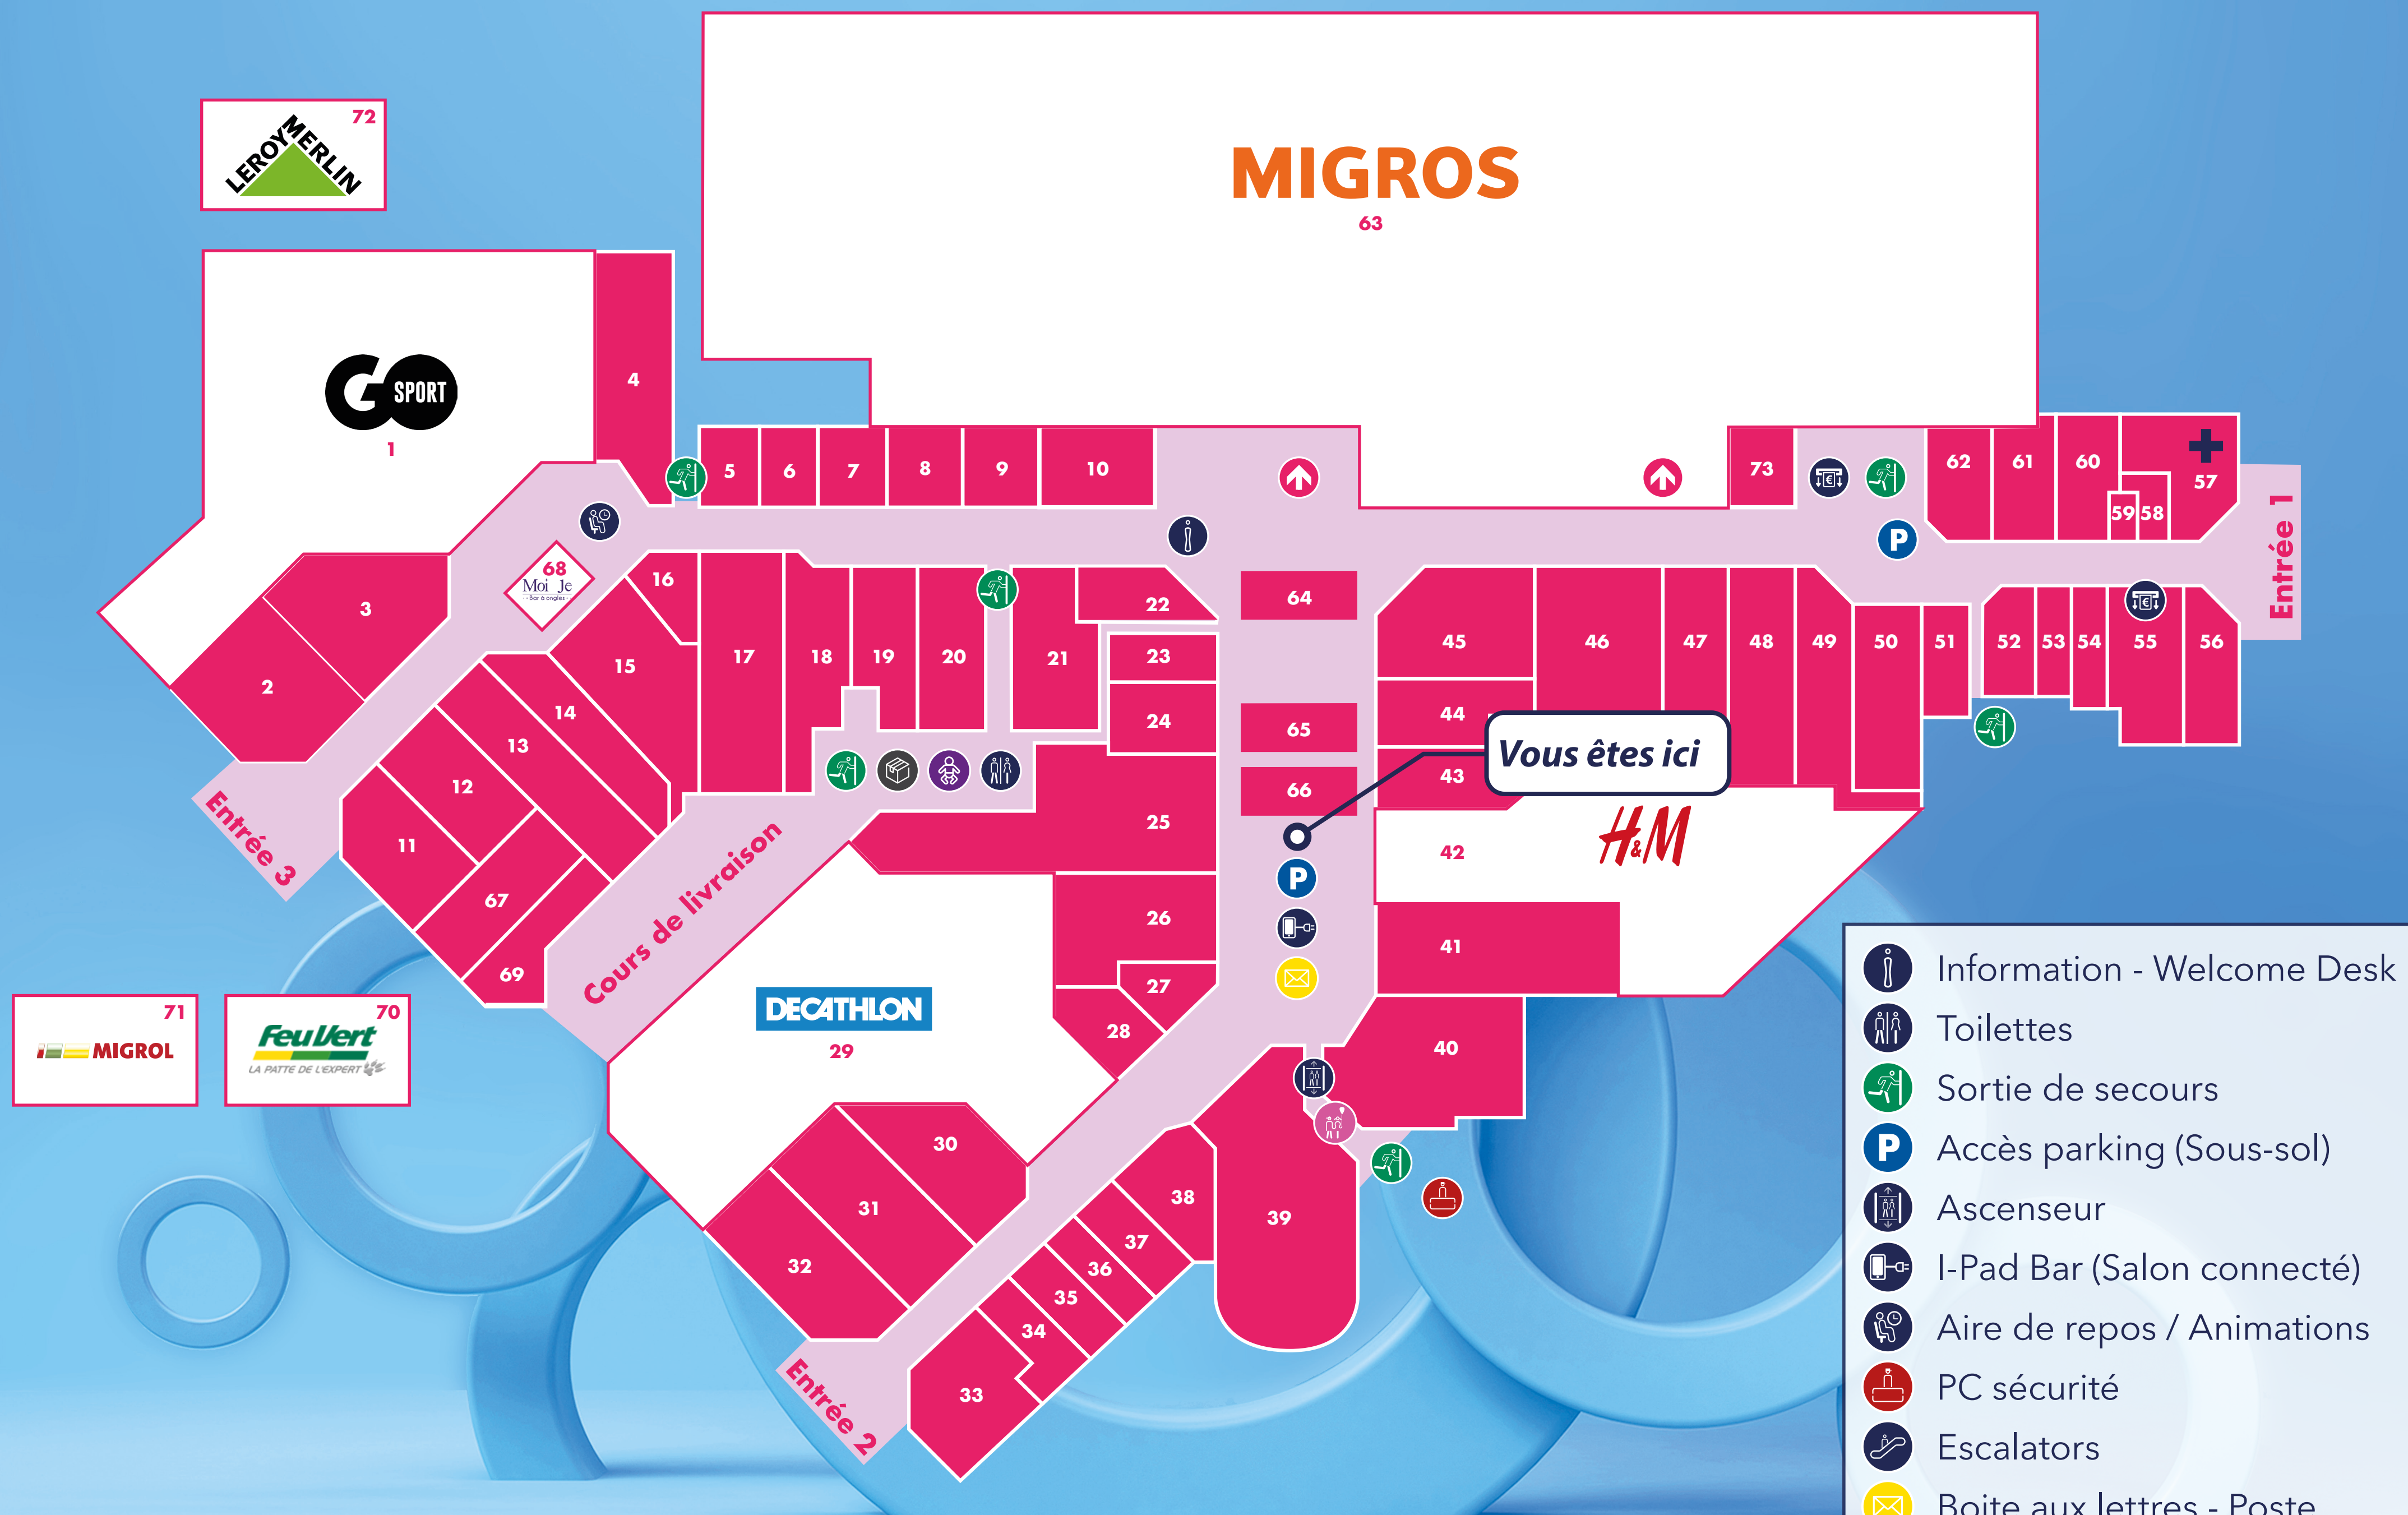 MIGROS
63
72
LEROY MERLIN
GO SPORT
1
4
5
6
7
8
9
10
73
62
61
60
57
59
58
Entrée 1
3
2
68
Moi Je
- Bar à ongles -
16
15
14
13
12
11
67
69
Entrée 3
17
18
19
20
21
22
23
24
25
26
27
28
64
65
66
45
44
43
46
47
48
49
50
51
52
53
54
55
56
P
Vous êtes ici
P
42
H&M
41
40
Cours de livraison
DECATHLON
29
71
MIGROL
70
Feu Vert
LA PATTE DE L'EXPERT
30
31
32
33
34
35
36
37
38
39
Entrée 2
Information - Welcome Desk
Toilettes
Sortie de secours
P Accès parking (Sous-sol)
Ascenseur
I-Pad Bar (Salon connecté)
Aire de repos / Animations
PC sécurité
Escalators
Boite aux lettres - Poste